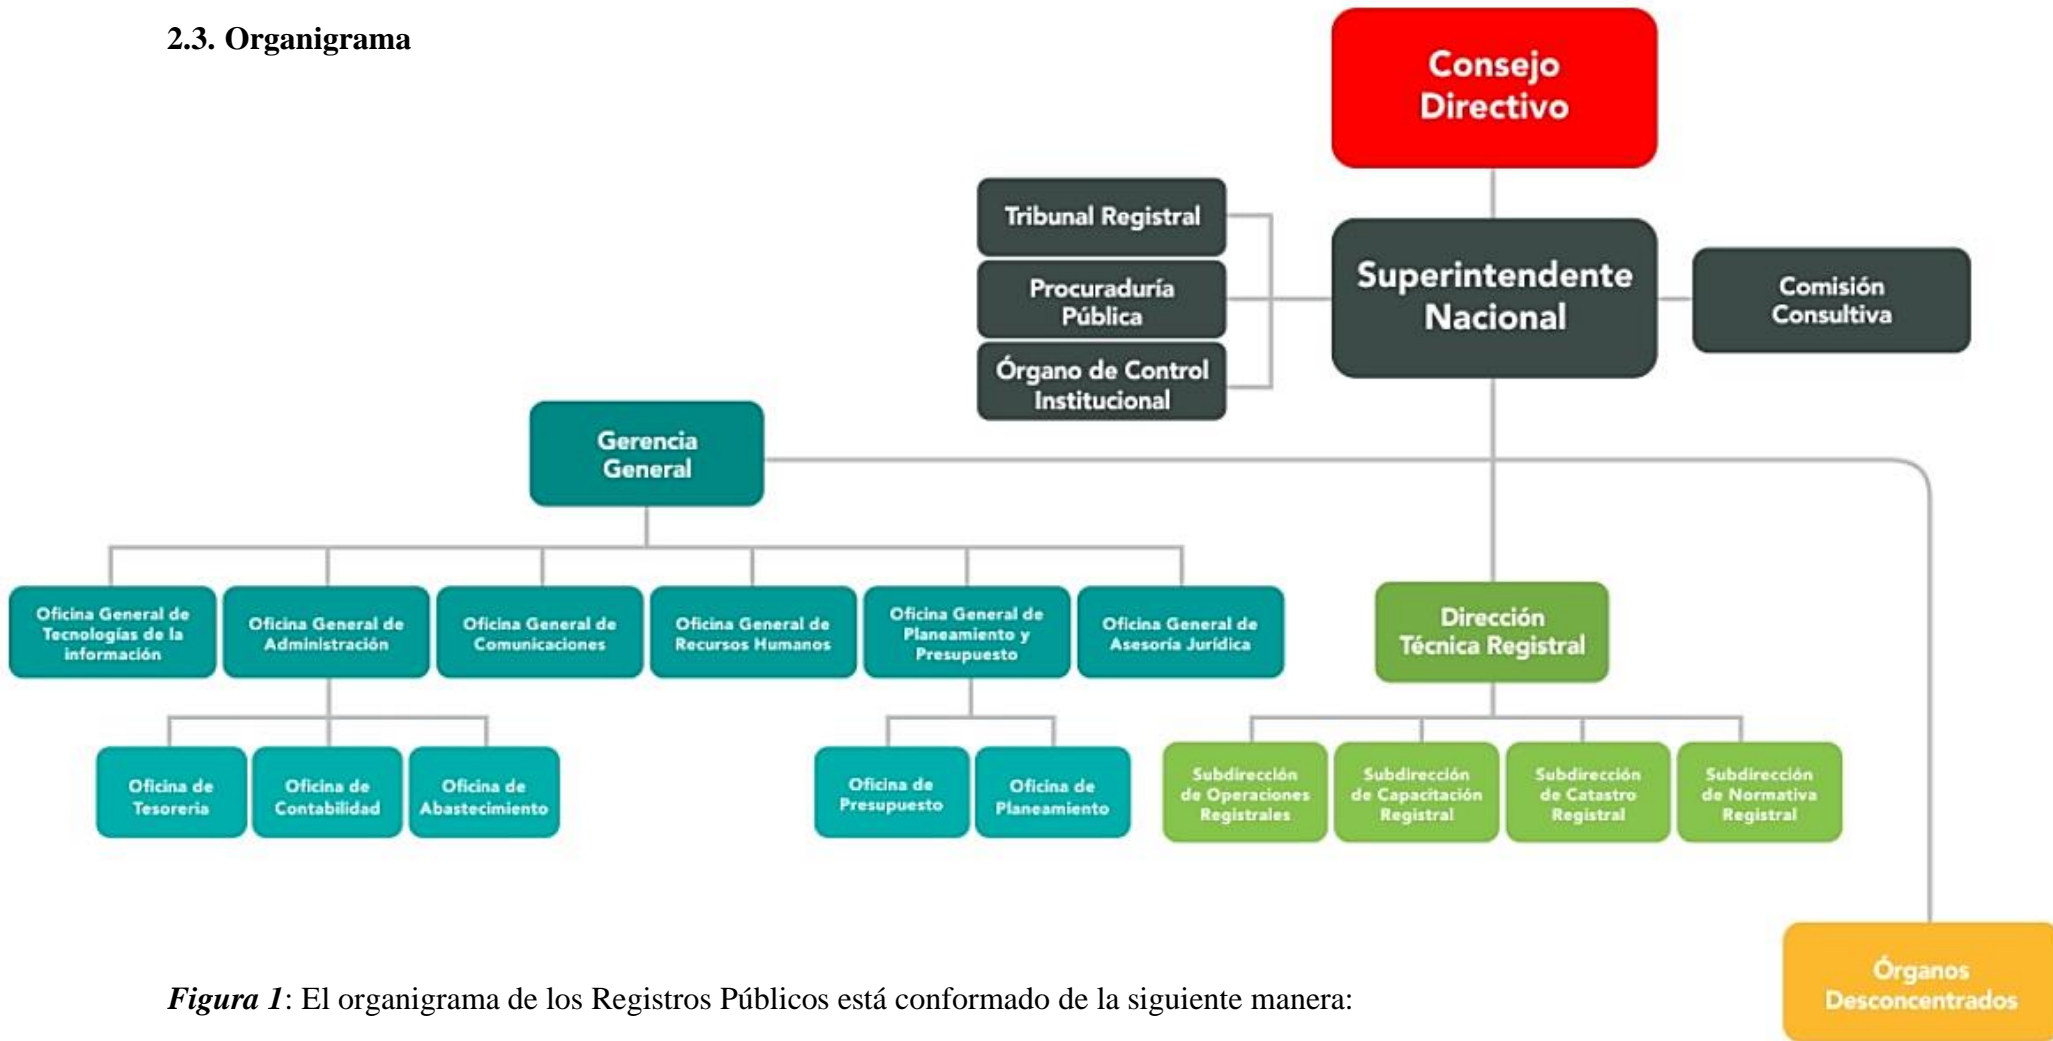 2.3. Organigrama
Consejo
Directivo
Tribunal Registral
Procuraduría
Pública
Órgano de Control
Institucional
Superintendente
Nacional
Comisión
Consultiva
Gerencia
General
Oficina General de
Tecnologías de la
información
Oficina General de
Administración
Oficina General de
Comunicaciones
Oficina General de
Recursos Humanos
Oficina General de
Planeamiento y
Presupuesto
Oficina General de
Asesoría Jurídica
Dirección
Técnica Registral
Oficina de
Tesoreria
Oficina de
Contabilidad
Oficina de
Abastecimiento
Oficina de
Presupuesto
Oficina de
Planeamiento
Subdirección
de Operaciones
Registrales
Subdirección
de Capacitación
Registral
Subdirección
de Catastro
Registral
Subdirección
de Normativa
Registral
Órganos
Desconcentrados
Figura 1: El organigrama de los Registros Públicos está conformado de la siguiente manera: